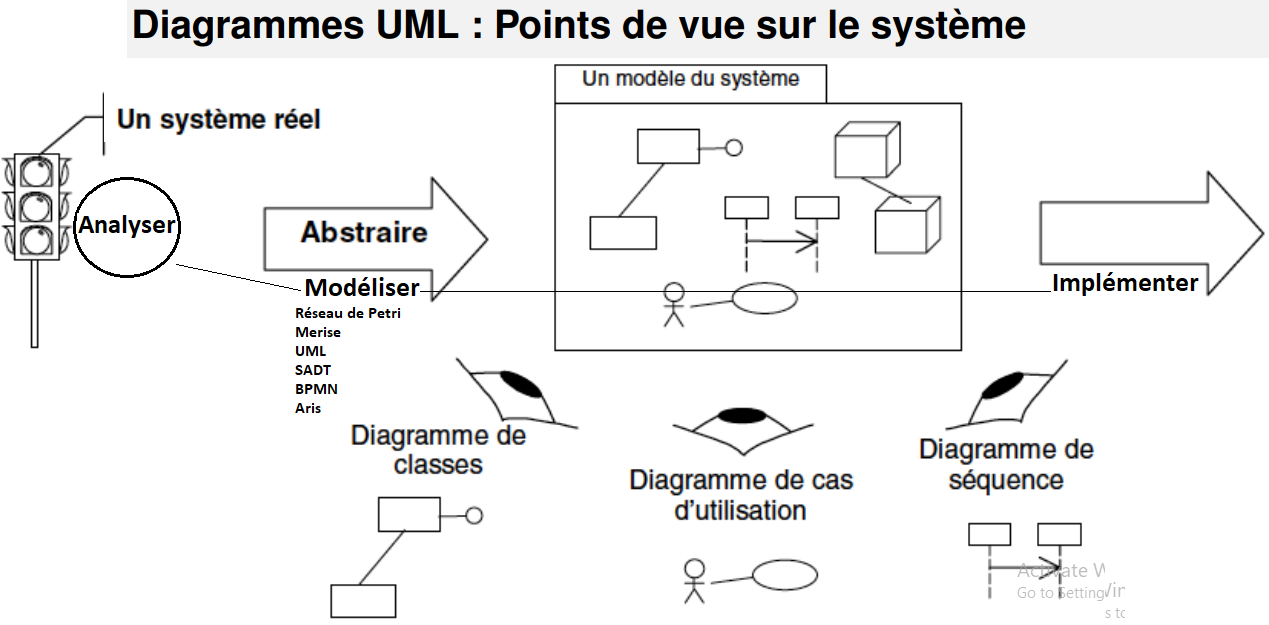 Diagrammes UML : Points de vue sur le système
Un modèle du système
Un système réel
Analyser
Abstraire
Modéliser
Implémenter
Réseau de Petri
Merise
UML
SADT
BPMN
Aris
Diagramme de
classes
Diagramme de cas
d'utilisation
Diagramme de
séquence
Activate W
Go to Setting